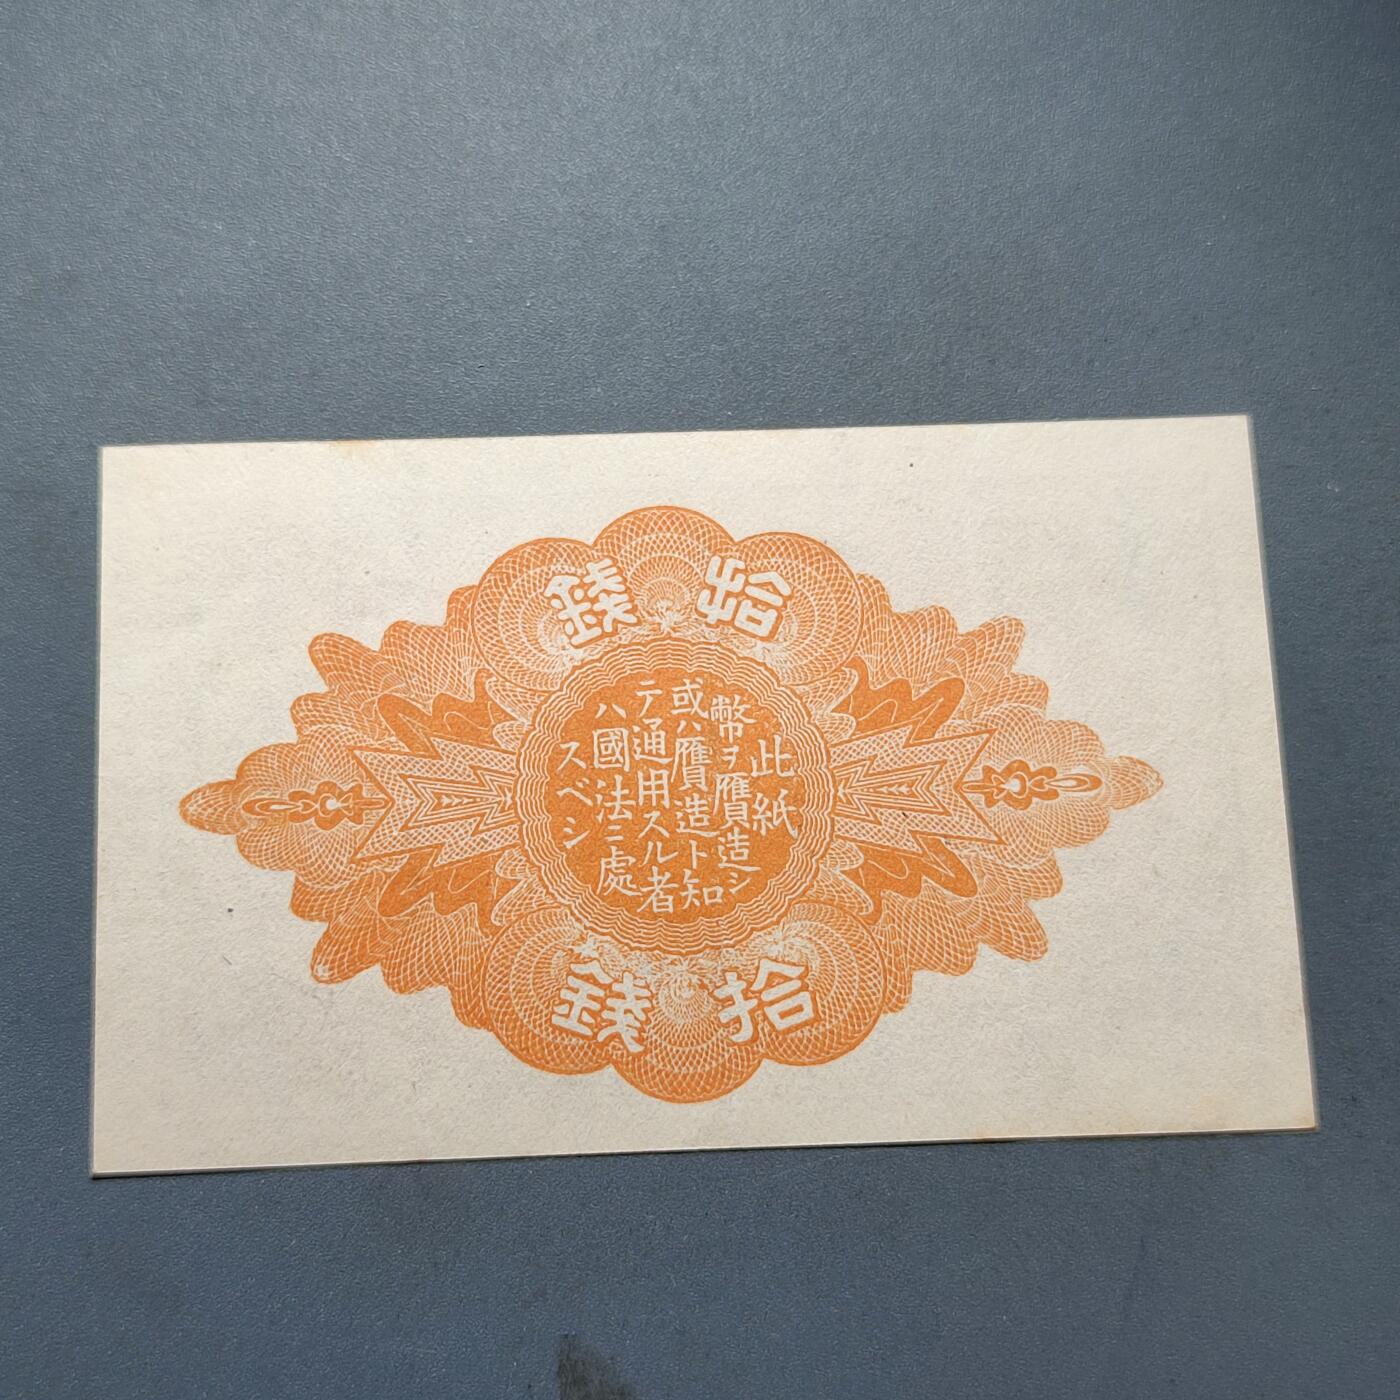 拾錢
此紙
幣ヲ贋造シ
或ハ贋造ト知
テ通用スル者
ハ國法ニ處
スベシ
拾錢